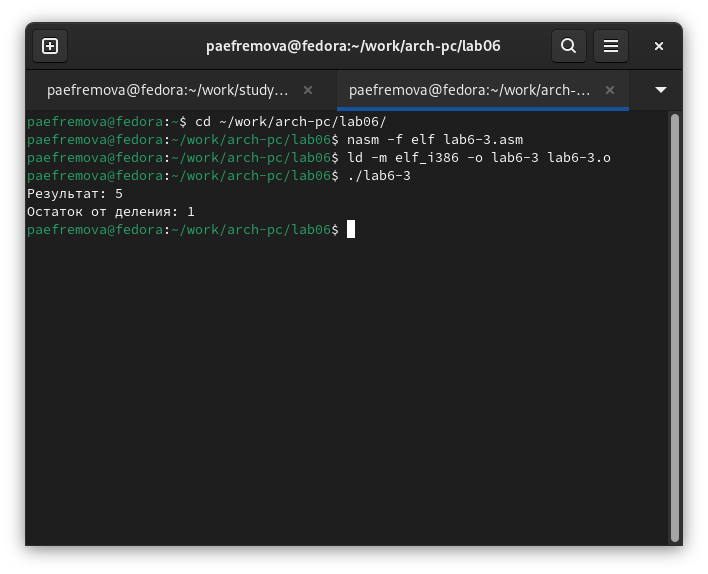 paefremova@fedora:~/work/arch-pc/lab06
paefremova@fedora:~/work/study...
paefremova@fedora:~/work/arch-...
paefremova@fedora:~$ cd ~/work/arch-pc/lab06/
paefremova@fedora:~/work/arch-pc/lab06$ nasm -f elf lab6-3.asm
paefremova@fedora:~/work/arch-pc/lab06$ ld -m elf_i386 -o lab6-3 lab6-3.o
paefremova@fedora:~/work/arch-pc/lab06$ ./lab6-3
Результат: 5
Остаток от деления: 1
paefremova@fedora:~/work/arch-pc/lab06$